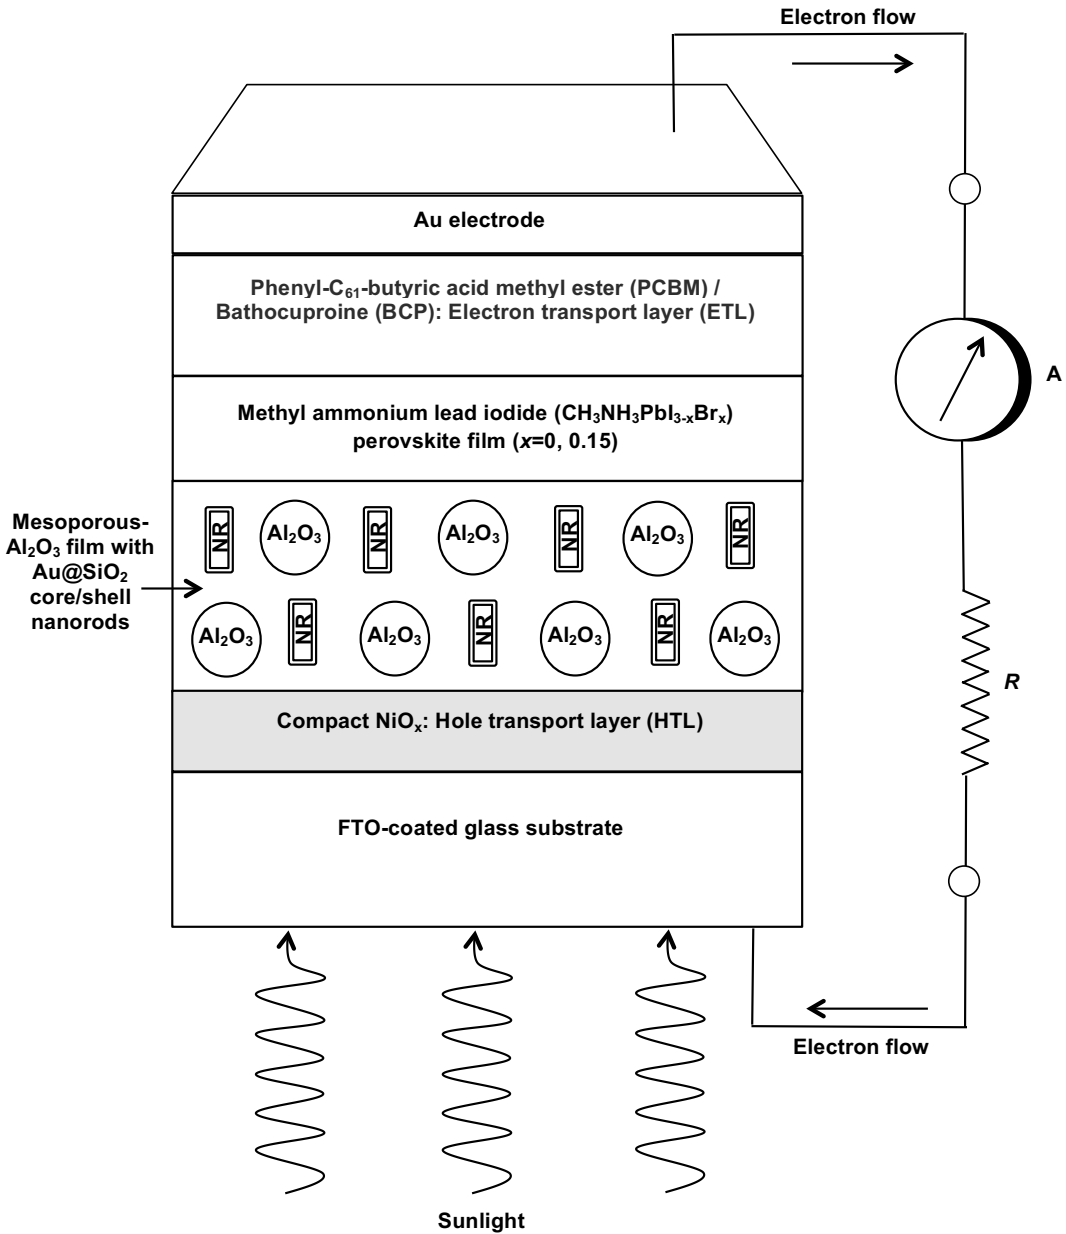 Electron flow
Au electrode
Phenyl-C₆₁-butyric acid methyl ester (PCBM) /
Bathocuproine (BCP): Electron transport layer (ETL)
A
Methyl ammonium lead iodide (CH₃NH₃PbI₃₋ₓBrₓ)
perovskite film (x=0, 0.15)
Mesoporous-
Al₂O₃ film with
Au@SiO₂
core/shell
nanorods
NR
Al₂O₃
NR
Al₂O₃
NR
Al₂O₃
NR
Al₂O₃
NR
Al₂O₃
NR
Al₂O₃
NR
Al₂O₃
R
Compact NiOₓ: Hole transport layer (HTL)
FTO-coated glass substrate
Electron flow
Sunlight